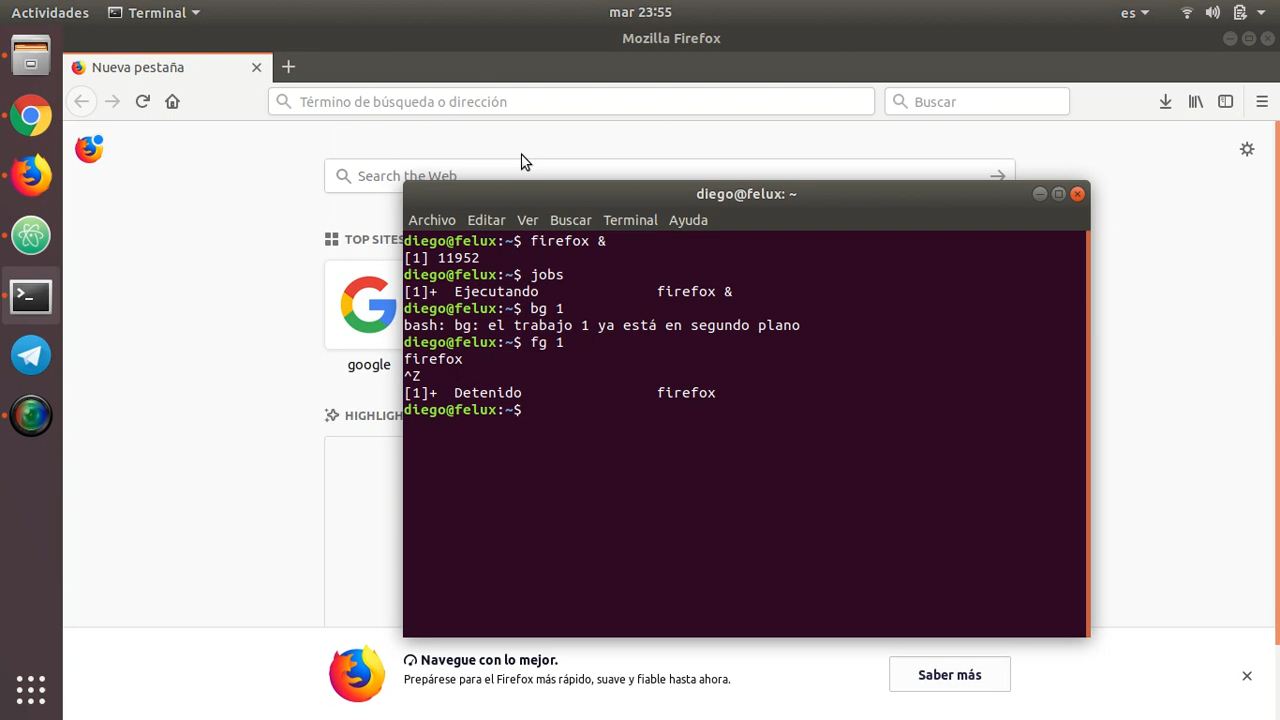 Actividades
Terminal
mar 23:55
es
Mozilla Firefox
Nueva pestaña
Término de búsqueda o dirección
Buscar
Search the Web
TOP SITES
google
HIGHLIGH
diego@felux: ~
Archivo Editar Ver Buscar Terminal Ayuda
diego@felux:~$ firefox &
[1] 11952
diego@felux:~$ jobs
[1]+  Ejecutando              firefox &
diego@felux:~$ bg 1
bash: bg: el trabajo 1 ya está en segundo plano
diego@felux:~$ fg 1
firefox
^Z
[1]+  Detenido                firefox
diego@felux:~$
Navegue con lo mejor.
Prepárese para el Firefox más rápido, suave y fiable hasta ahora.
Saber más